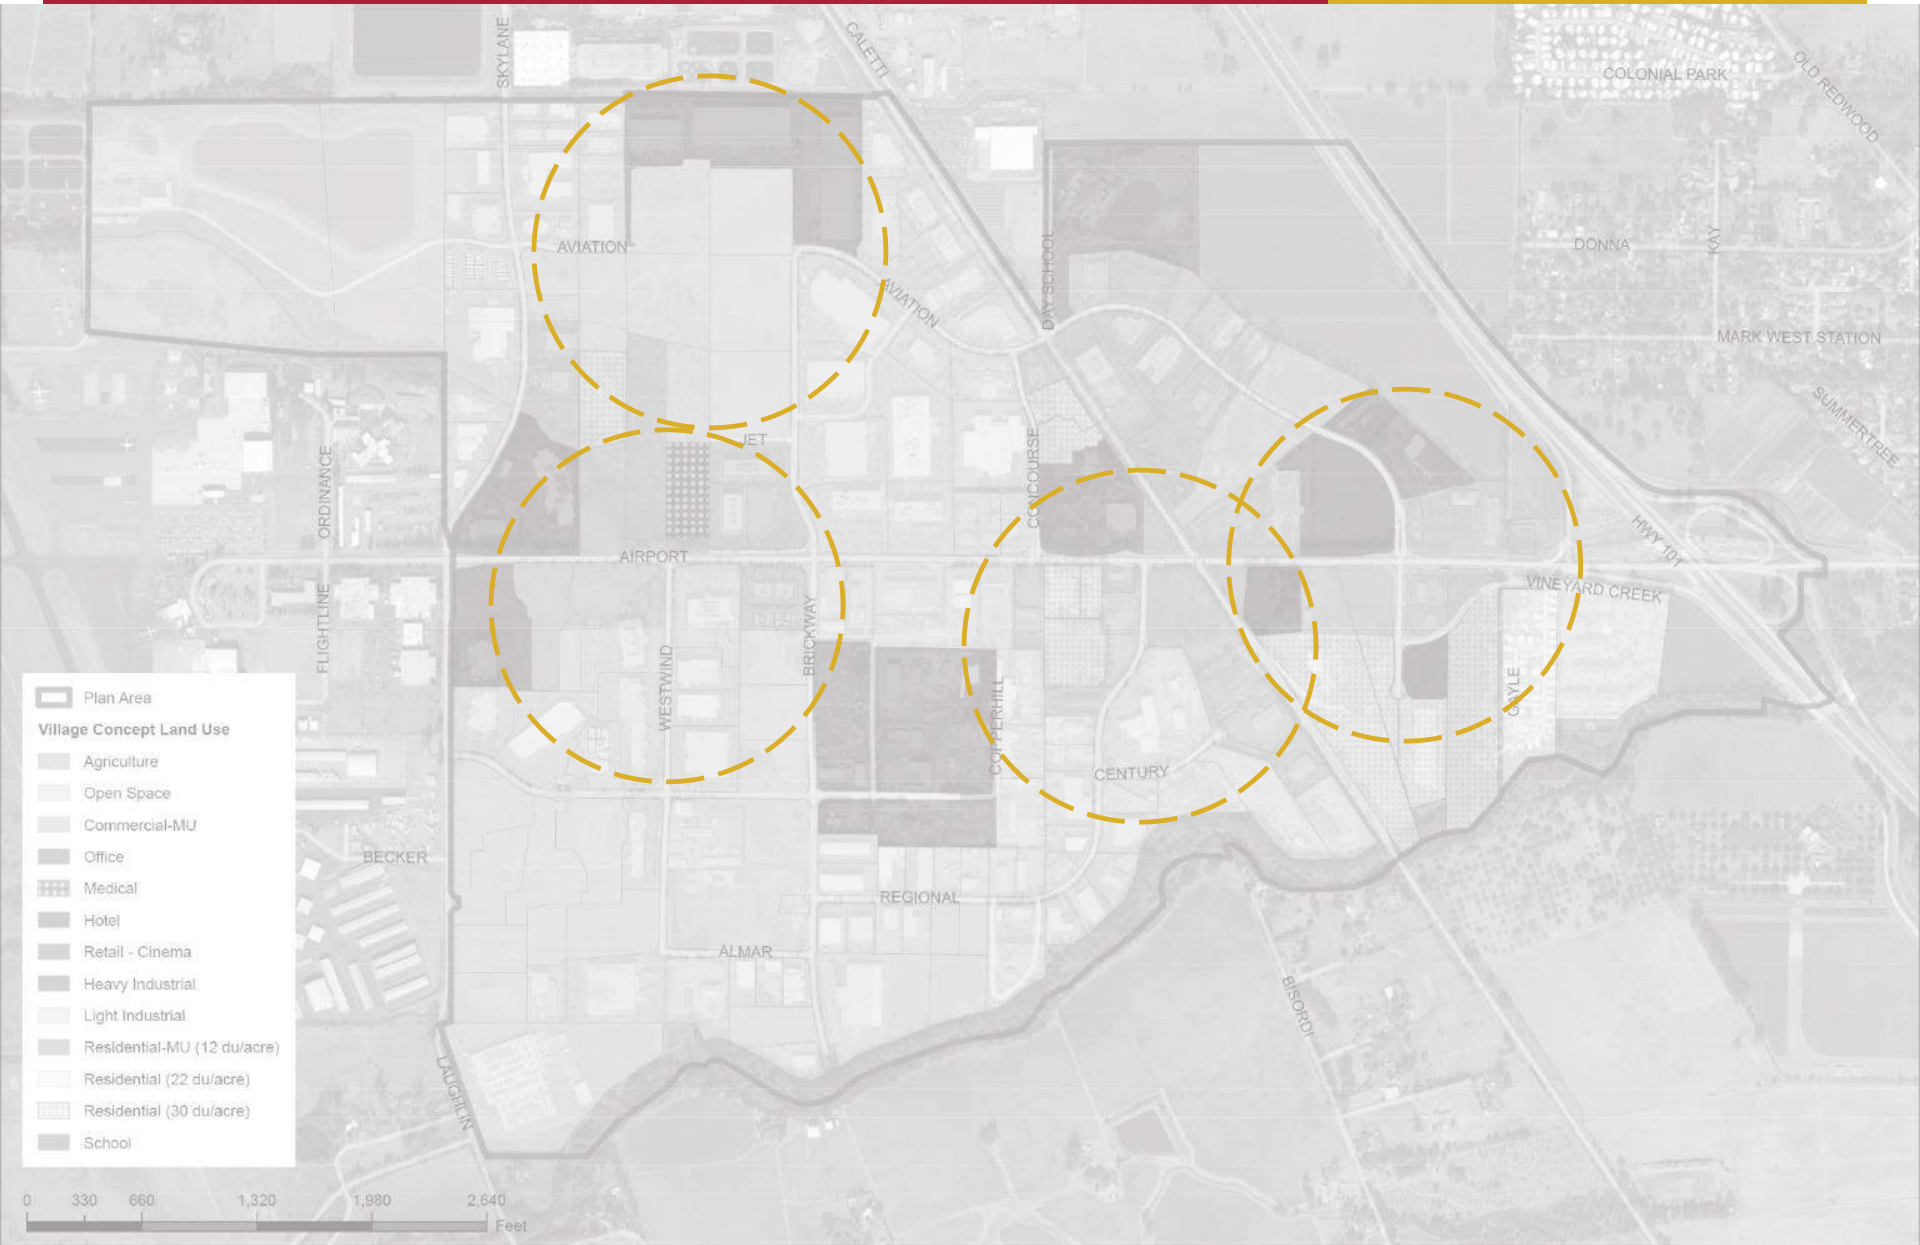 SKYLANE
CALETTI
COLONIAL PARK
OLD REDWOOD
AVIATION
AVIATION
DAY SCHOOL
DONNA
KAY
MARK WEST STATION
SUMMERTREE
JET
ORDINANCE
CONCOURSE
AIRPORT
HWY 101
VINEYARD CREEK
FLIGHTLINE
BRICKWAY
WESTWIND
COPPERHILL
GAYLE
CENTURY
BECKER
REGIONAL
ALMAR
BISORDI
LAUGHLIN
Plan Area
Village Concept Land Use
Agriculture
Open Space
Commercial-MU
Office
Medical
Hotel
Retail - Cinema
Heavy Industrial
Light Industrial
Residential-MU (12 du/acre)
Residential (22 du/acre)
Residential (30 du/acre)
School
0 330 660 1,320 1,980 2,640
Feet